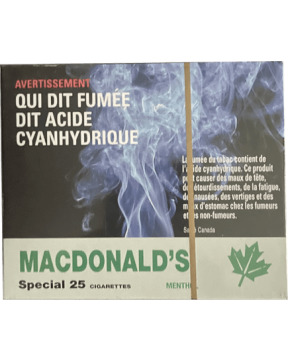 AVERTISSEMENT
QUI DIT FUMÉE
DIT ACIDE
CYANHYDRIQUE
La fumée du tabac contient de
l'acide cyanhydrique. Ce produit
peut causer des maux de tête,
des étourdissements, de la fatigue,
des nausées, des vertiges et des
maux d'estomac chez les fumeurs
et les non-fumeurs.
Santé Canada
MACDONALD'S
Special 25 CIGARETTES
MENTHOL